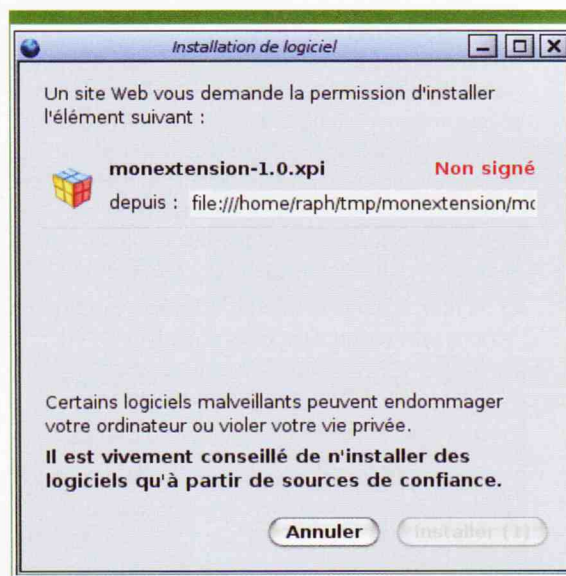 Installation de logiciel
Un site Web vous demande la permission d'installer
l'élément suivant :
monextension-1.0.xpi Non signé
depuis : file:///home/raph/tmp/monextension/mc
Certains logiciels malveillants peuvent endommager
votre ordinateur ou violer votre vie privée.
Il est vivement conseillé de n'installer des
logiciels qu'à partir de sources de confiance.
Annuler Installer (1)